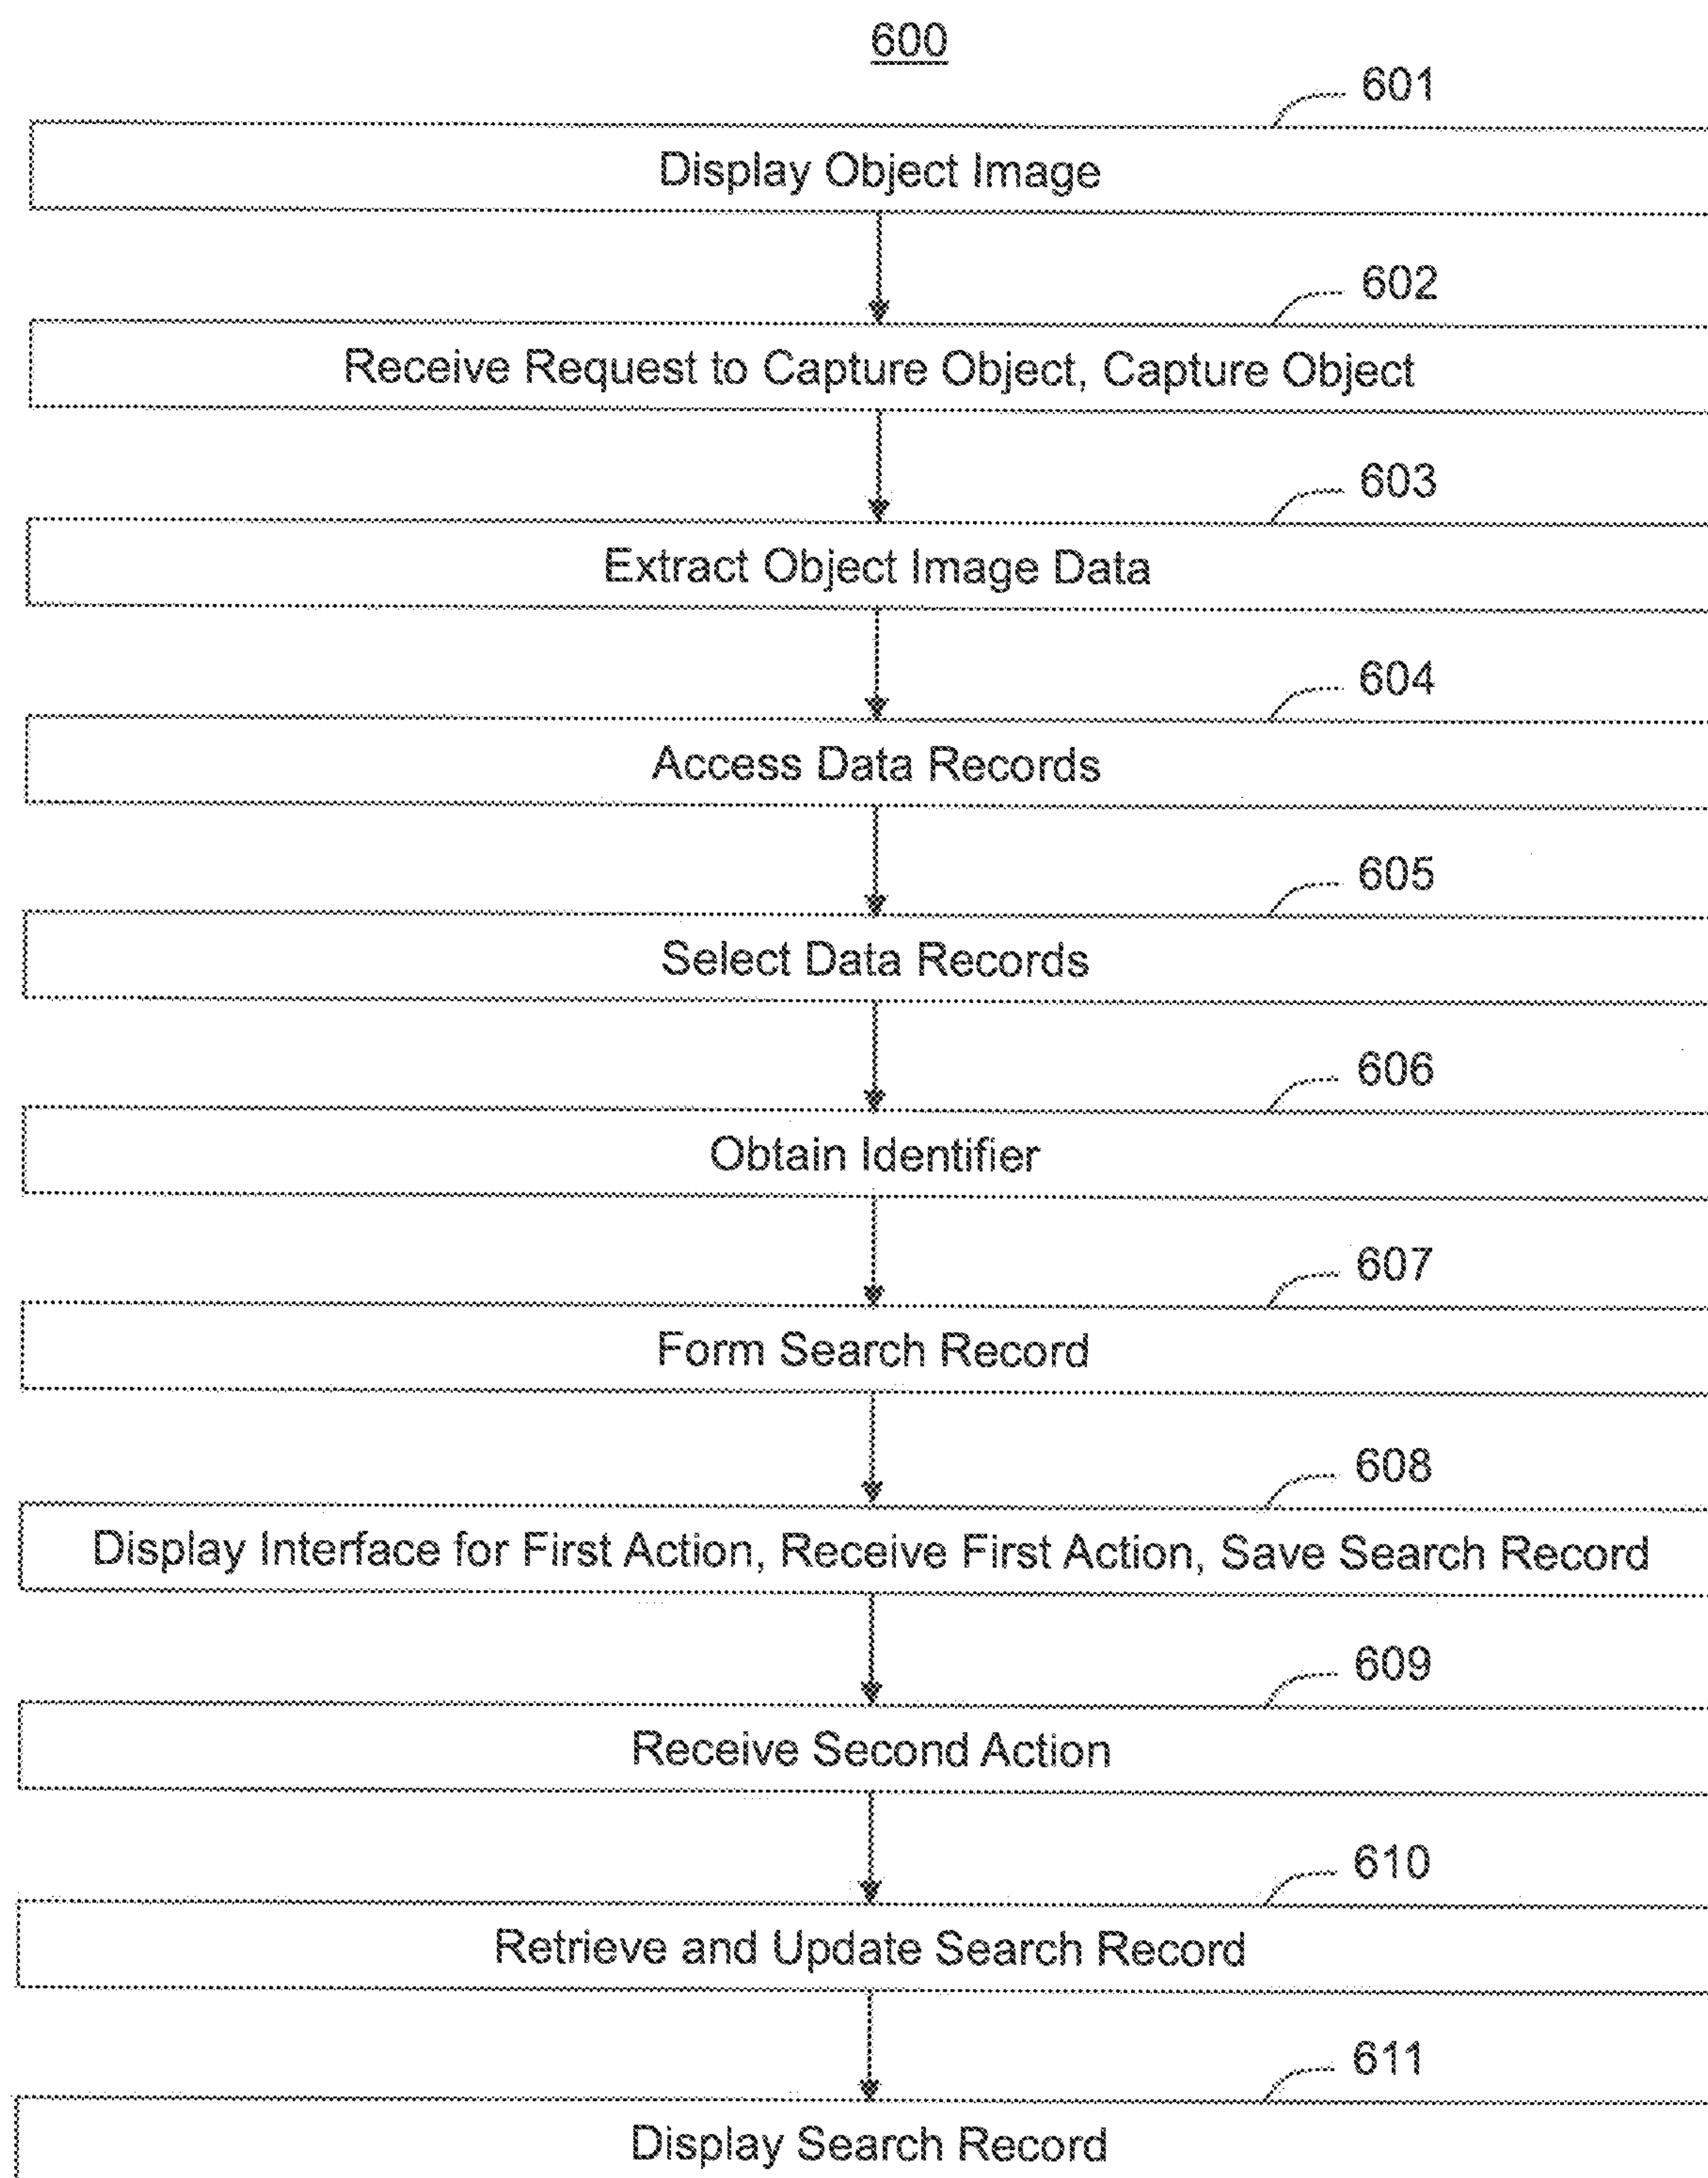 600
601
Display Object Image
602
Receive Request to Capture Object, Capture Object
603
Extract Object Image Data
604
Access Data Records
605
Select Data Records
606
Obtain Identifier
607
Form Search Record
608
Display Interface for First Action, Receive First Action, Save Search Record
609
Receive Second Action
610
Retrieve and Update Search Record
611
Display Search Record